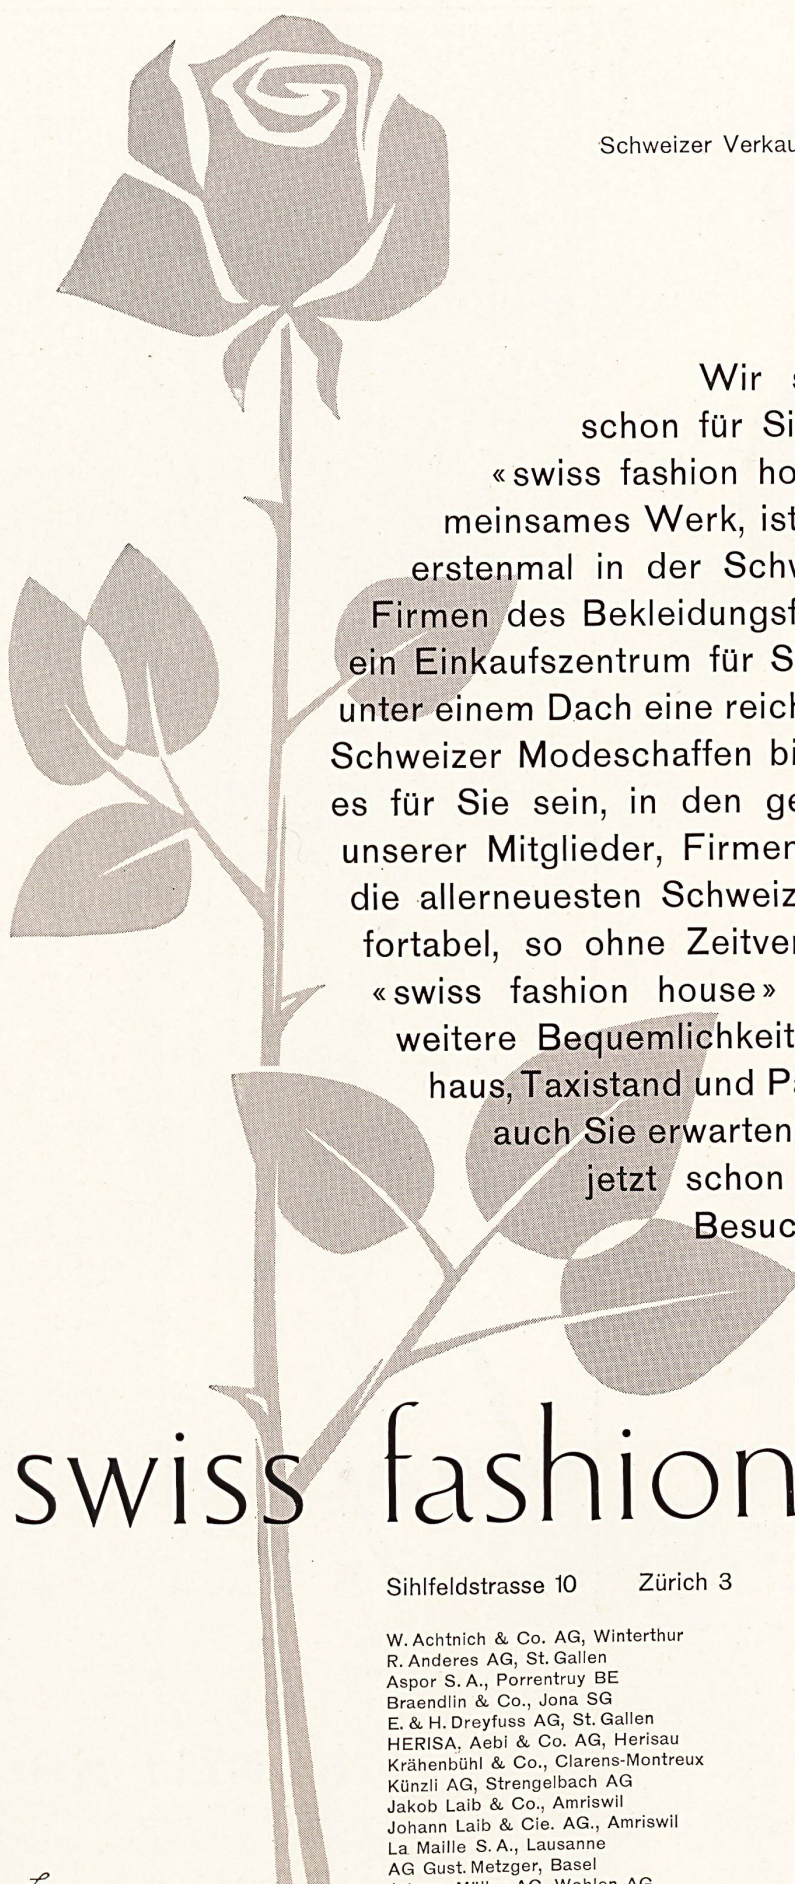 Schweizer Verkau
Wir s
schon für Si
«swiss fashion ho
meinsames Werk, ist
erstenmal in der Schw
Firmen des Bekleidungsf
ein Einkaufszentrum für S
unter einem Dach eine reich
Schweizer Modeschaffen bi
es für Sie sein, in den ge
unserer Mitglieder, Firmen
die allerneuesten Schweiz
fortabel, so ohne Zeitver
«swiss fashion house»
weitere Bequemlichkeit
haus, Taxistand und Pa
auch Sie erwarten
jetzt schon
Besuc
swiss fashion
Sihlfeldstrasse 10 Zürich 3
W. Achtnich & Co. AG, Winterthur
R. Anderes AG, St. Gallen
Aspor S. A., Porrentruy BE
Braendlin & Co., Jona SG
E. & H. Dreyfuss AG, St. Gallen
HERISA, Aebi & Co. AG, Herisau
Krähenbühl & Co., Clarens-Montreux
Künzli AG, Strengelbach AG
Jakob Laib & Co., Amriswil
Johann Laib & Cie. AG., Amriswil
La Maille S. A., Lausanne
AG Gust. Metzger, Basel